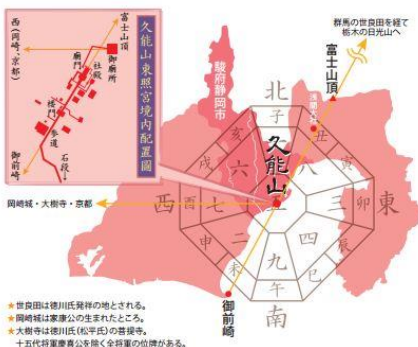 群馬の世良田を経て
栃木の日光山へ
富士山頂
西(岡崎、京都)
御廟所
廟門
社殿
楼門
参道
石段→
御前崎
久能山東照宮境内配置圖
駿府静岡市
富士山頂
浅間大社
北
子
丑
寅
卯
辰
巳
午
未
申
酉
戌
亥
六
八
七
五
三
二
九
四
久能山
西
東
南
岡崎城・大樹寺・京都
御前崎
★世良田は徳川氏発祥の地とされる。
★岡崎城は家康公の生まれたところ。
★大樹寺は徳川氏(松平氏)の菩提寺。
十五代将軍慶喜公を除く全将軍の位牌がある。